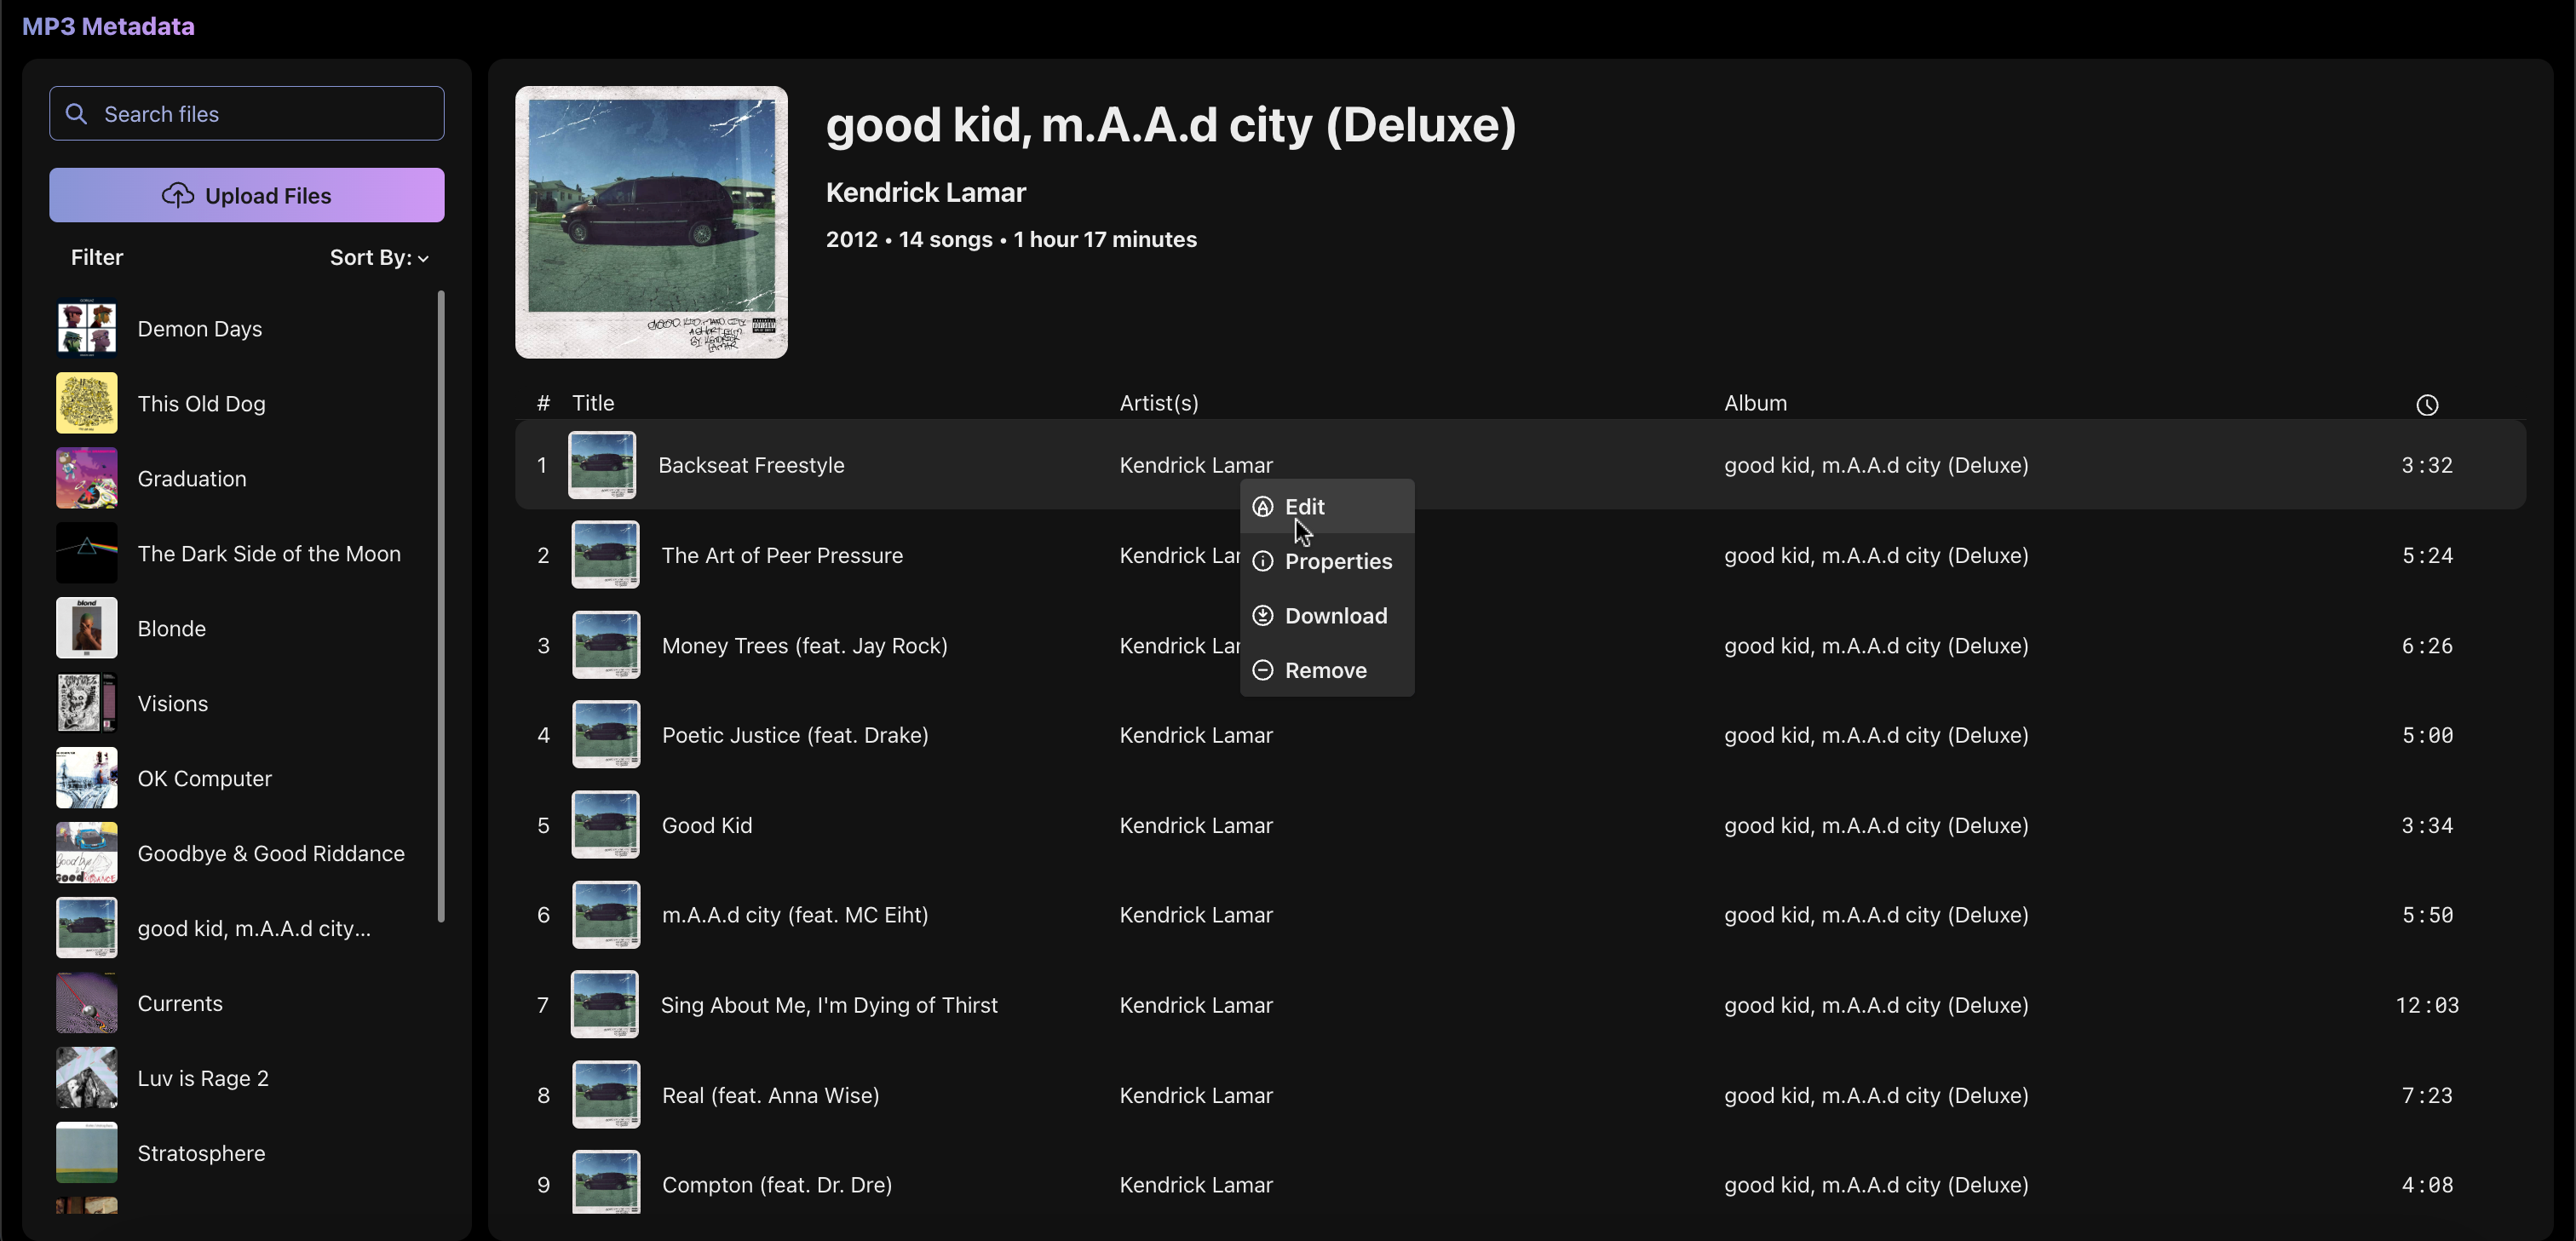 MP3 Metadata
Search files
Upload Files
Filter
Sort By:
Demon Days
This Old Dog
Graduation
The Dark Side of the Moon
blond
Blonde
Visions
OK Computer
Goodbye & Good Riddance
good kid, m.A.A.d city...
Currents
Luv is Rage 2
Stratosphere
good kid, m.A.A.d city (Deluxe)
Kendrick Lamar
2012 • 14 songs • 1 hour 17 minutes
# Title Artist(s) Album
1 Backseat Freestyle Kendrick Lamar good kid, m.A.A.d city (Deluxe) 3:32
2 The Art of Peer Pressure Kendrick Lar good kid, m.A.A.d city (Deluxe) 5:24
3 Money Trees (feat. Jay Rock) Kendrick Lar good kid, m.A.A.d city (Deluxe) 6:26
4 Poetic Justice (feat. Drake) Kendrick Lamar good kid, m.A.A.d city (Deluxe) 5:00
5 Good Kid Kendrick Lamar good kid, m.A.A.d city (Deluxe) 3:34
6 m.A.A.d city (feat. MC Eiht) Kendrick Lamar good kid, m.A.A.d city (Deluxe) 5:50
7 Sing About Me, I'm Dying of Thirst Kendrick Lamar good kid, m.A.A.d city (Deluxe) 12:03
8 Real (feat. Anna Wise) Kendrick Lamar good kid, m.A.A.d city (Deluxe) 7:23
9 Compton (feat. Dr. Dre) Kendrick Lamar good kid, m.A.A.d city (Deluxe) 4:08
Edit
Properties
Download
Remove